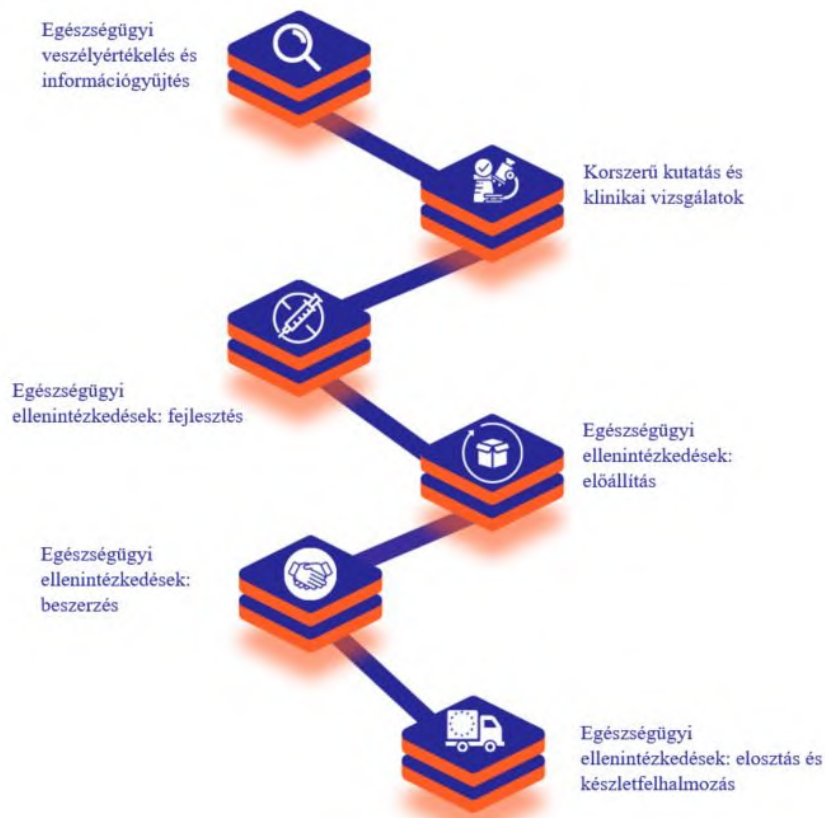 Egészségügyi
veszélyértékelés és
információgyűjtés
Korszerű kutatás és
klinikai vizsgálatok
Egészségügyi
ellenintézkedések: fejlesztés
Egészségügyi
ellenintézkedések:
előállítás
Egészségügyi
ellenintézkedések:
beszerzés
Egészségügyi
ellenintézkedések: elosztás és
készletfelhalmozás